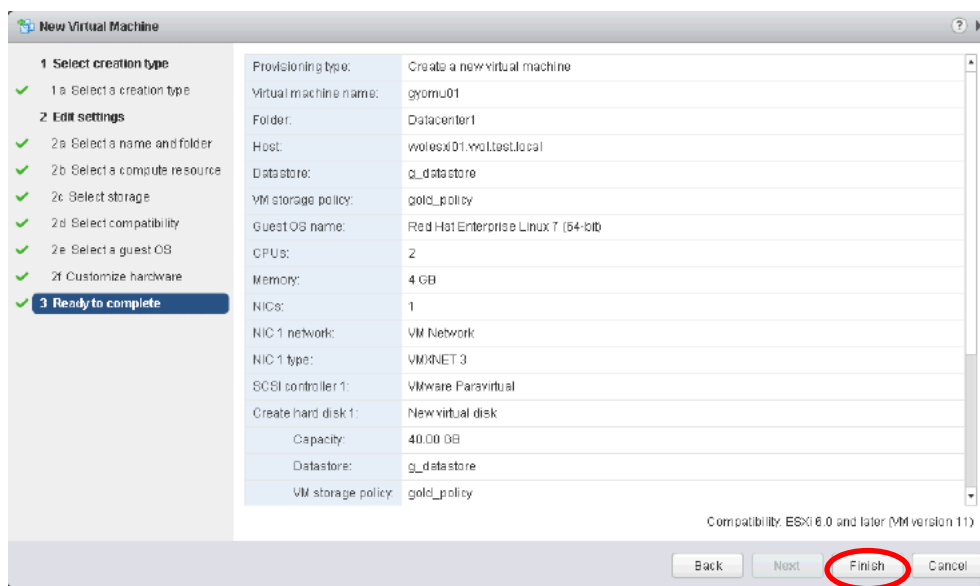 New Virtual Machine
1 Select creation type
1a Select a creation type
2 Edit settings
2a Select a name and folder
2b Select a compute resource
2c Select storage
2d Select compatibility
2e Select a guest OS
2f Customize hardware
3 Ready to complete
Provisioning type: Create a new virtual machine
Virtual machine name: gyomu01
Folder: Datacenter1
Host: vvolesxi01.vvol.test.local
Datastore: g_datastore
VM storage policy: gold_policy
Guest OS name: Red Hat Enterprise Linux 7 (64-bit)
CPUs: 2
Memory: 4 GB
NICs: 1
NIC 1 network: VM Network
NIC 1 type: VMXNET 3
SCSI controller 1: VMware Paravirtual
Create hard disk 1: New virtual disk
Capacity: 40.00 GB
Datastore: g_datastore
VM storage policy: gold_policy
Compatibility: ESXi 6.0 and later (VM version 11)
Back Next Finish Cancel